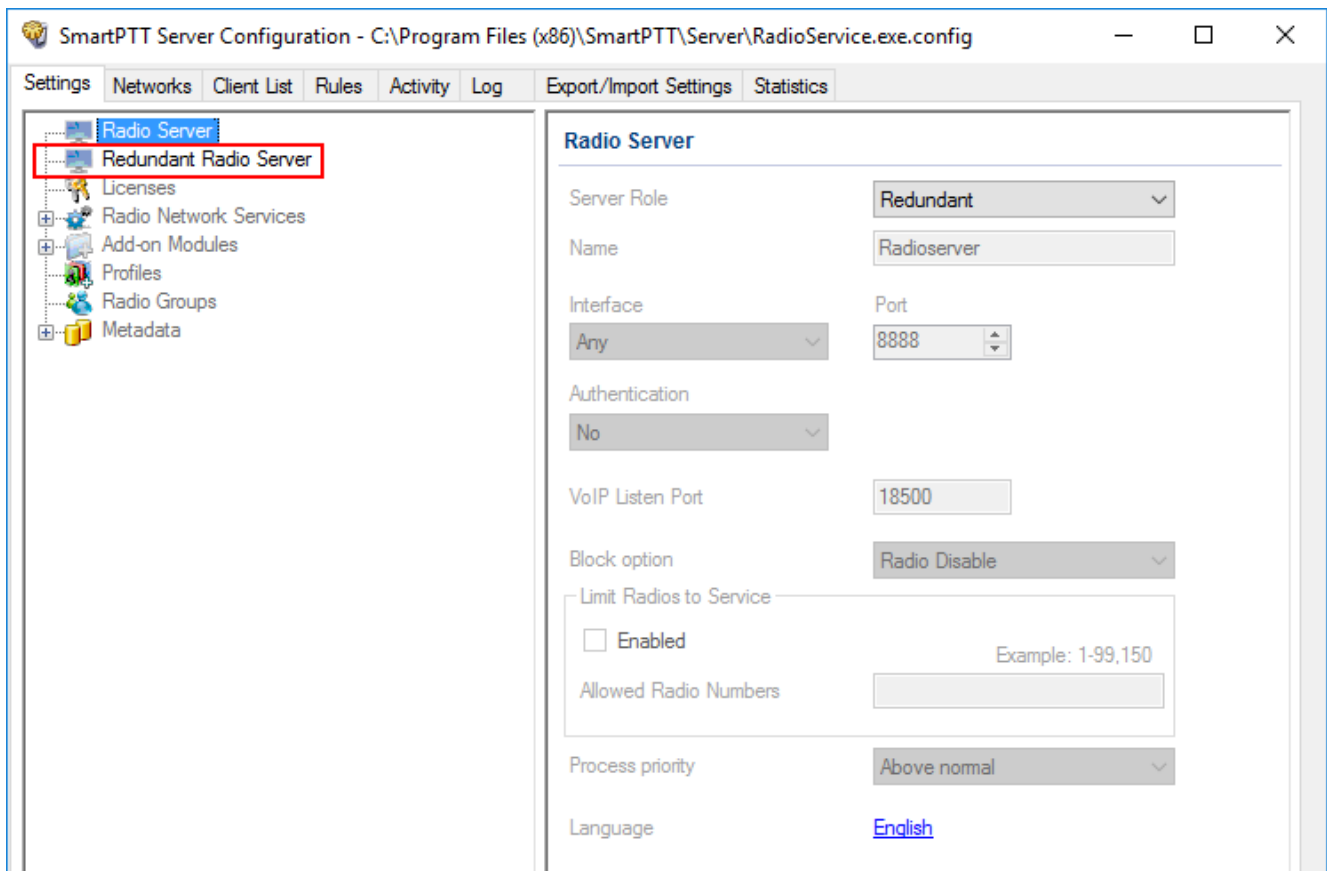 SmartPTT Server Configuration - C:\Program Files (x86)\SmartPTT\Server\RadioService.exe.config
Settings Networks Client List Rules Activity Log Export/Import Settings Statistics
Radio Server
Redundant Radio Server
Licenses
Radio Network Services
Add-on Modules
Profiles
Radio Groups
Metadata
Radio Server
Server Role Redundant
Name Radioserver
Interface Port
Any 8888
Authentication
No
VoIP Listen Port 18500
Block option Radio Disable
Limit Radios to Service
Enabled
Example: 1-99,150
Allowed Radio Numbers
Process priority Above normal
Language English